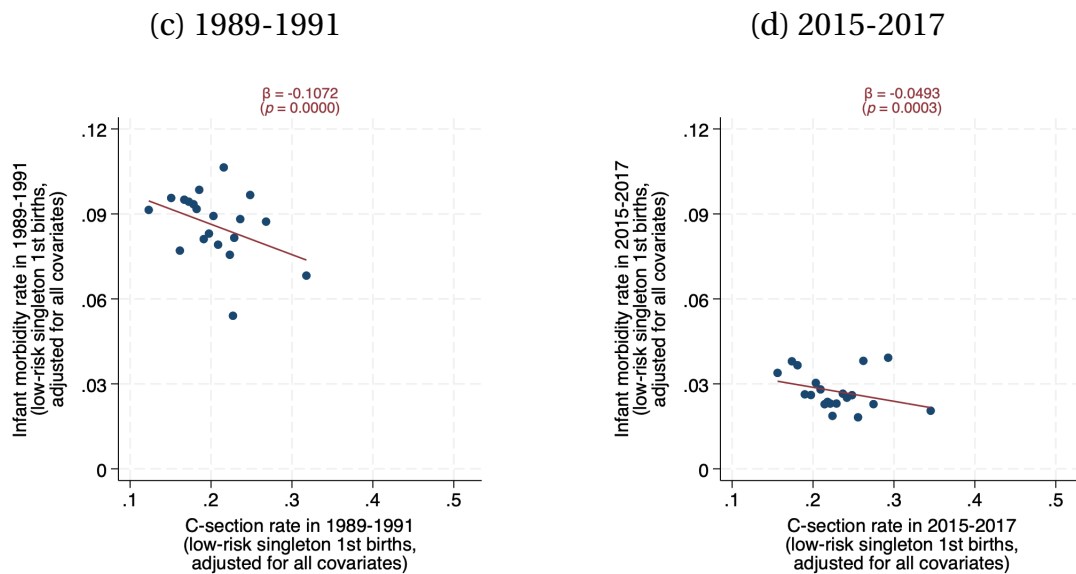 (c) 1989-1991
β = -0.1072
(p = 0.0000)
.12
.09
.06
.03
0
Infant morbidity rate in 1989-1991
(low-risk singleton 1st births,
adjusted for all covariates)
.1
.2
.3
.4
.5
C-section rate in 1989-1991
(low-risk singleton 1st births,
adjusted for all covariates)
(d) 2015-2017
β = -0.0493
(p = 0.0003)
.12
.09
.06
.03
0
Infant morbidity rate in 2015-2017
(low-risk singleton 1st births,
adjusted for all covariates)
.1
.2
.3
.4
.5
C-section rate in 2015-2017
(low-risk singleton 1st births,
adjusted for all covariates)